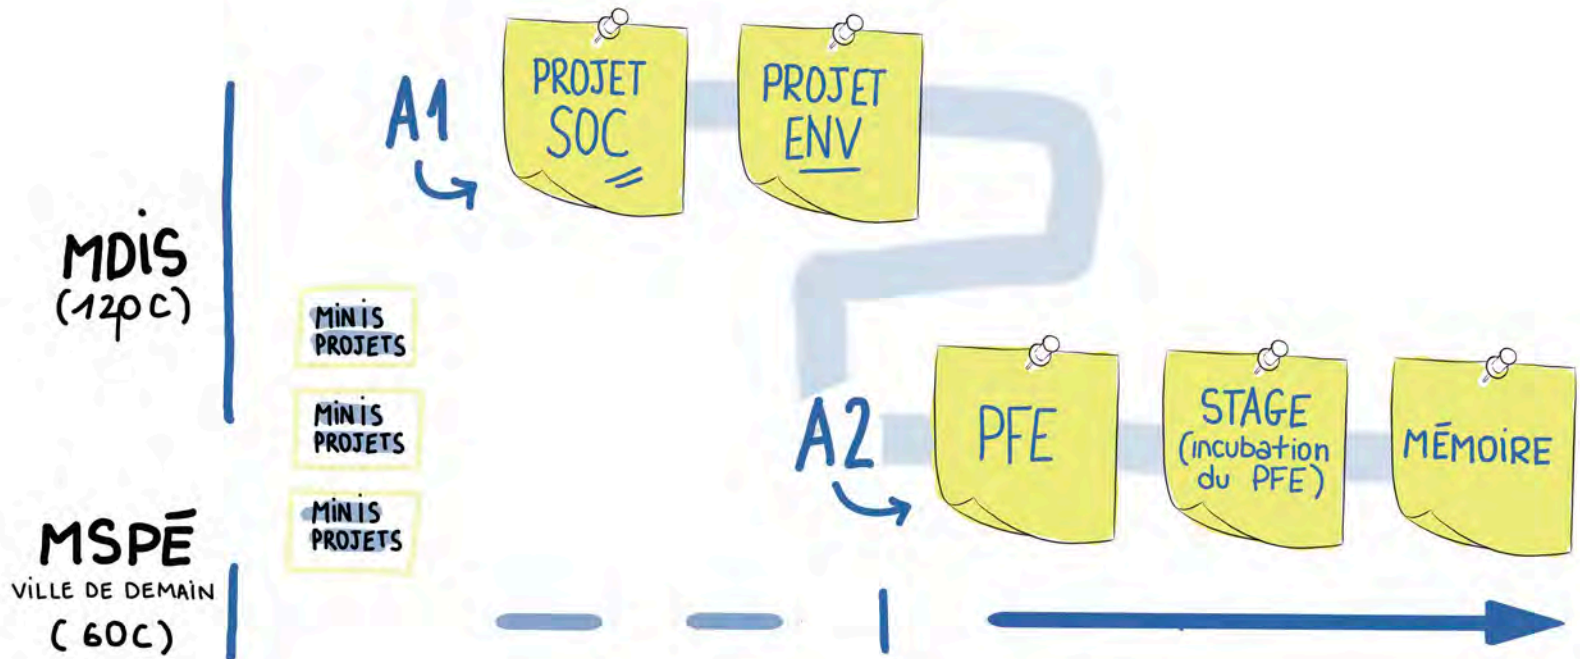 A1
PROJET
SOC
PROJET
ENV
MDiS
(120C)
MiNiS
PROJETS
MiNiS
PROJETS
MiNiS
PROJETS
A2
PFE
STAGE
(incubation
du PFE)
MÉMOiRE
MSPÉ
ViLLE DE DEMAiN
(60C)